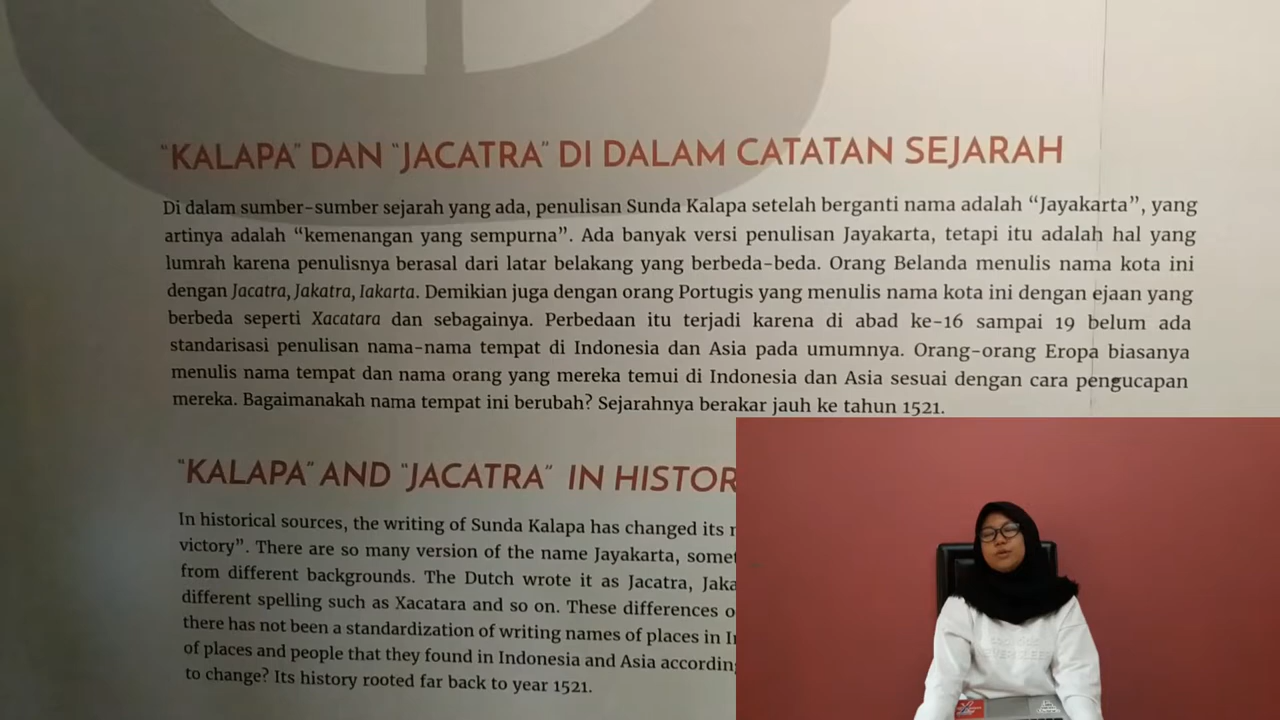 "KALAPA" DAN "JACATRA" DI DALAM CATATAN SEJARAH
Di dalam sumber-sumber sejarah yang ada, penulisan Sunda Kalapa setelah berganti nama adalah “Jayakarta”, yang
artinya adalah “kemenangan yang sempurna”. Ada banyak versi penulisan Jayakarta, tetapi itu adalah hal yang
lumrah karena penulisnya berasal dari latar belakang yang berbeda-beda. Orang Belanda menulis nama kota ini
dengan Jacatra, Jakatra, Iakarta. Demikian juga dengan orang Portugis yang menulis nama kota ini dengan ejaan yang
berbeda seperti Xacatara dan sebagainya. Perbedaan itu terjadi karena di abad ke-16 sampai 19 belum ada
standarisasi penulisan nama-nama tempat di Indonesia dan Asia pada umumnya. Orang-orang Eropa biasanya
menulis nama tempat dan nama orang yang mereka temui di Indonesia dan Asia sesuai dengan cara pengucapan
mereka. Bagaimanakah nama tempat ini berubah? Sejarahnya berakar jauh ke tahun 1521.
"KALAPA" AND "JACATRA" IN HISTOR
In historical sources, the writing of Sunda Kalapa has changed its
victory”. There are so many version of the name Jayakarta,
from different backgrounds. The Dutch wrote it as Jacatra,
different spelling such as Xacatara and so on. These differences
there has not been a standardization of writing names of places in
of places and people that they found in Indonesia and Asia
to change? Its history rooted far back to year 1521.